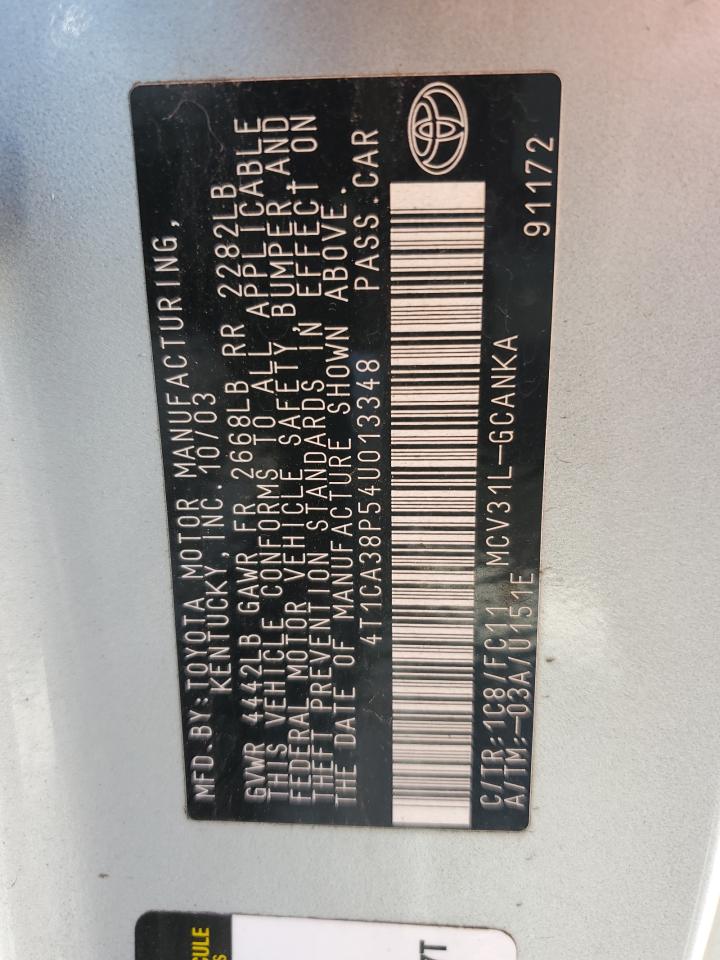 MFD.BY:TOYOTA MOTOR MANUFACTURING,
KENTUCKY, INC. 10/03
GVWR 4442LB GAWR FR 2668LB RR 2282LB
THIS VEHICLE CONFORMS TO ALL APPLICABLE
FEDERAL MOTOR VEHICLE SAFETY, BUMPER AND
THEFT PREVENTION STANDARDS IN EFFECT ON
THE DATE OF MANUFACTURE SHOWN ABOVE.
4T1CA38P54U013348 PASS.CAR
C/TR:1C8/FC11 MCV31L-GCANKA
A/TM:-03A/U151E 91172